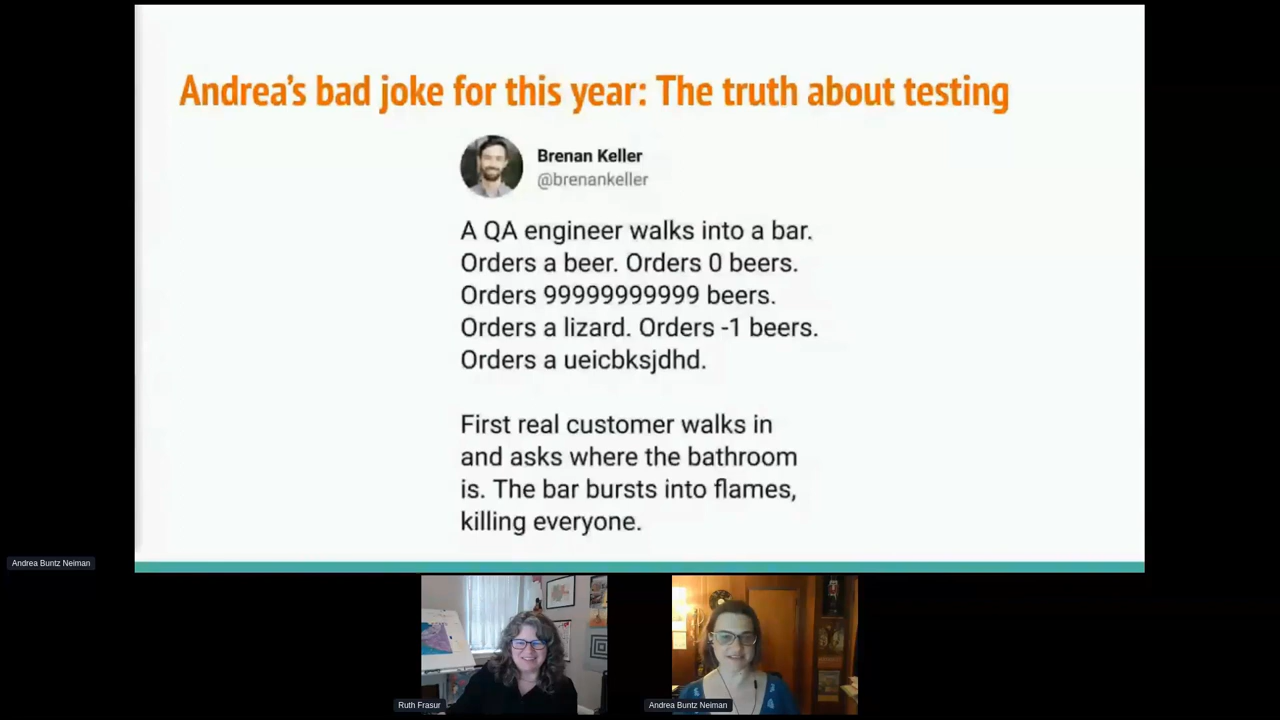 Andrea's bad joke for this year: The truth about testing
Brenan Keller
@brenankeller
A QA engineer walks into a bar.
Orders a beer. Orders 0 beers.
Orders 99999999999 beers.
Orders a lizard. Orders -1 beers.
Orders a ueicbksjdhd.
First real customer walks in
and asks where the bathroom
is. The bar bursts into flames,
killing everyone.
Andrea Buntz Neiman
Ruth Frasur
Andrea Buntz Neiman